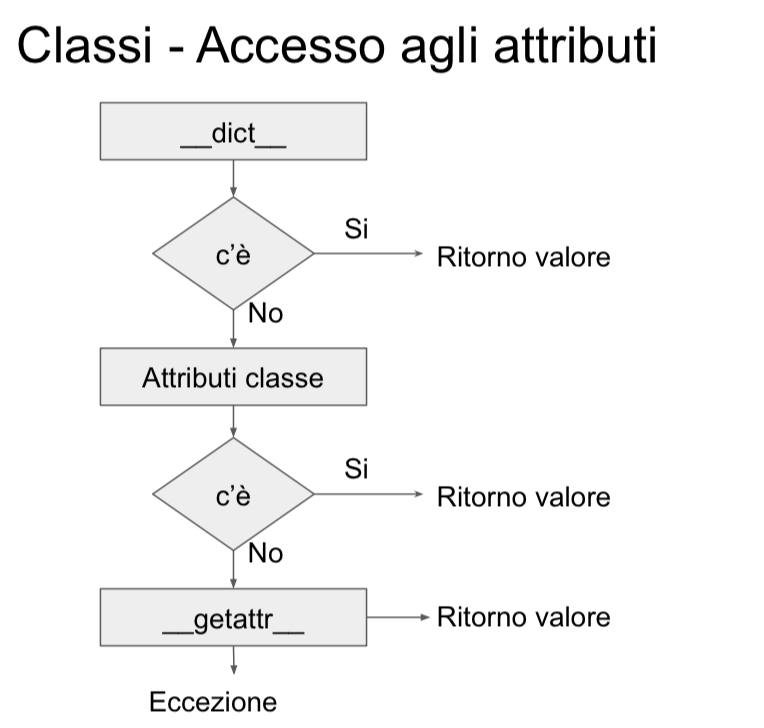 Classi - Accesso agli attributi
__dict__
Si
c’è
Ritorno valore
No
Attributi classe
Si
c’è
Ritorno valore
No
__getattr__
Ritorno valore
Eccezione